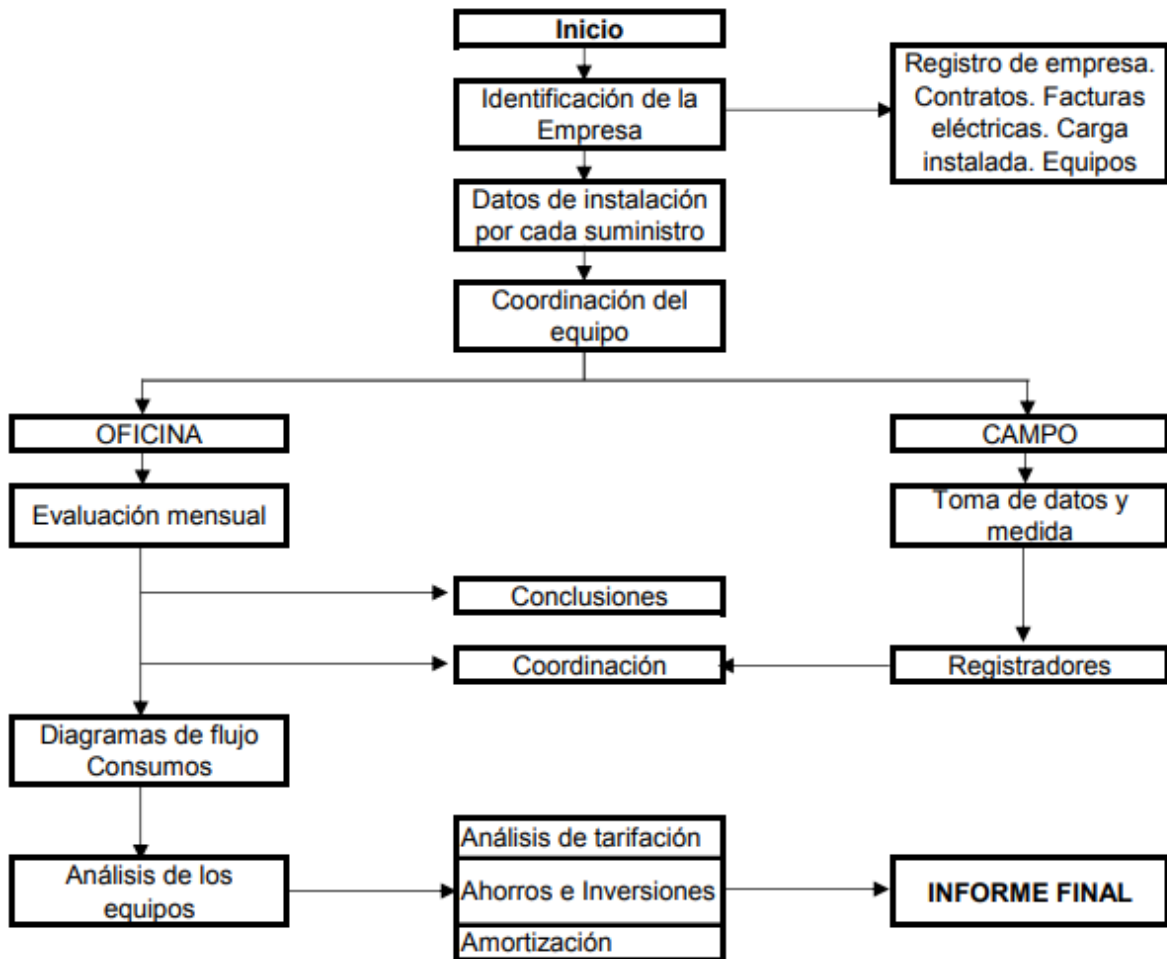 Inicio
Identificación de la
Empresa
Registro de empresa.
Contratos. Facturas
eléctricas. Carga
instalada. Equipos
Datos de instalación
por cada suministro
Coordinación del
equipo
OFICINA
CAMPO
Evaluación mensual
Toma de datos y
medida
Conclusiones
Coordinación
Registradores
Diagramas de flujo
Consumos
Análisis de los
equipos
Análisis de tarifación
Ahorros e Inversiones
Amortización
INFORME FINAL